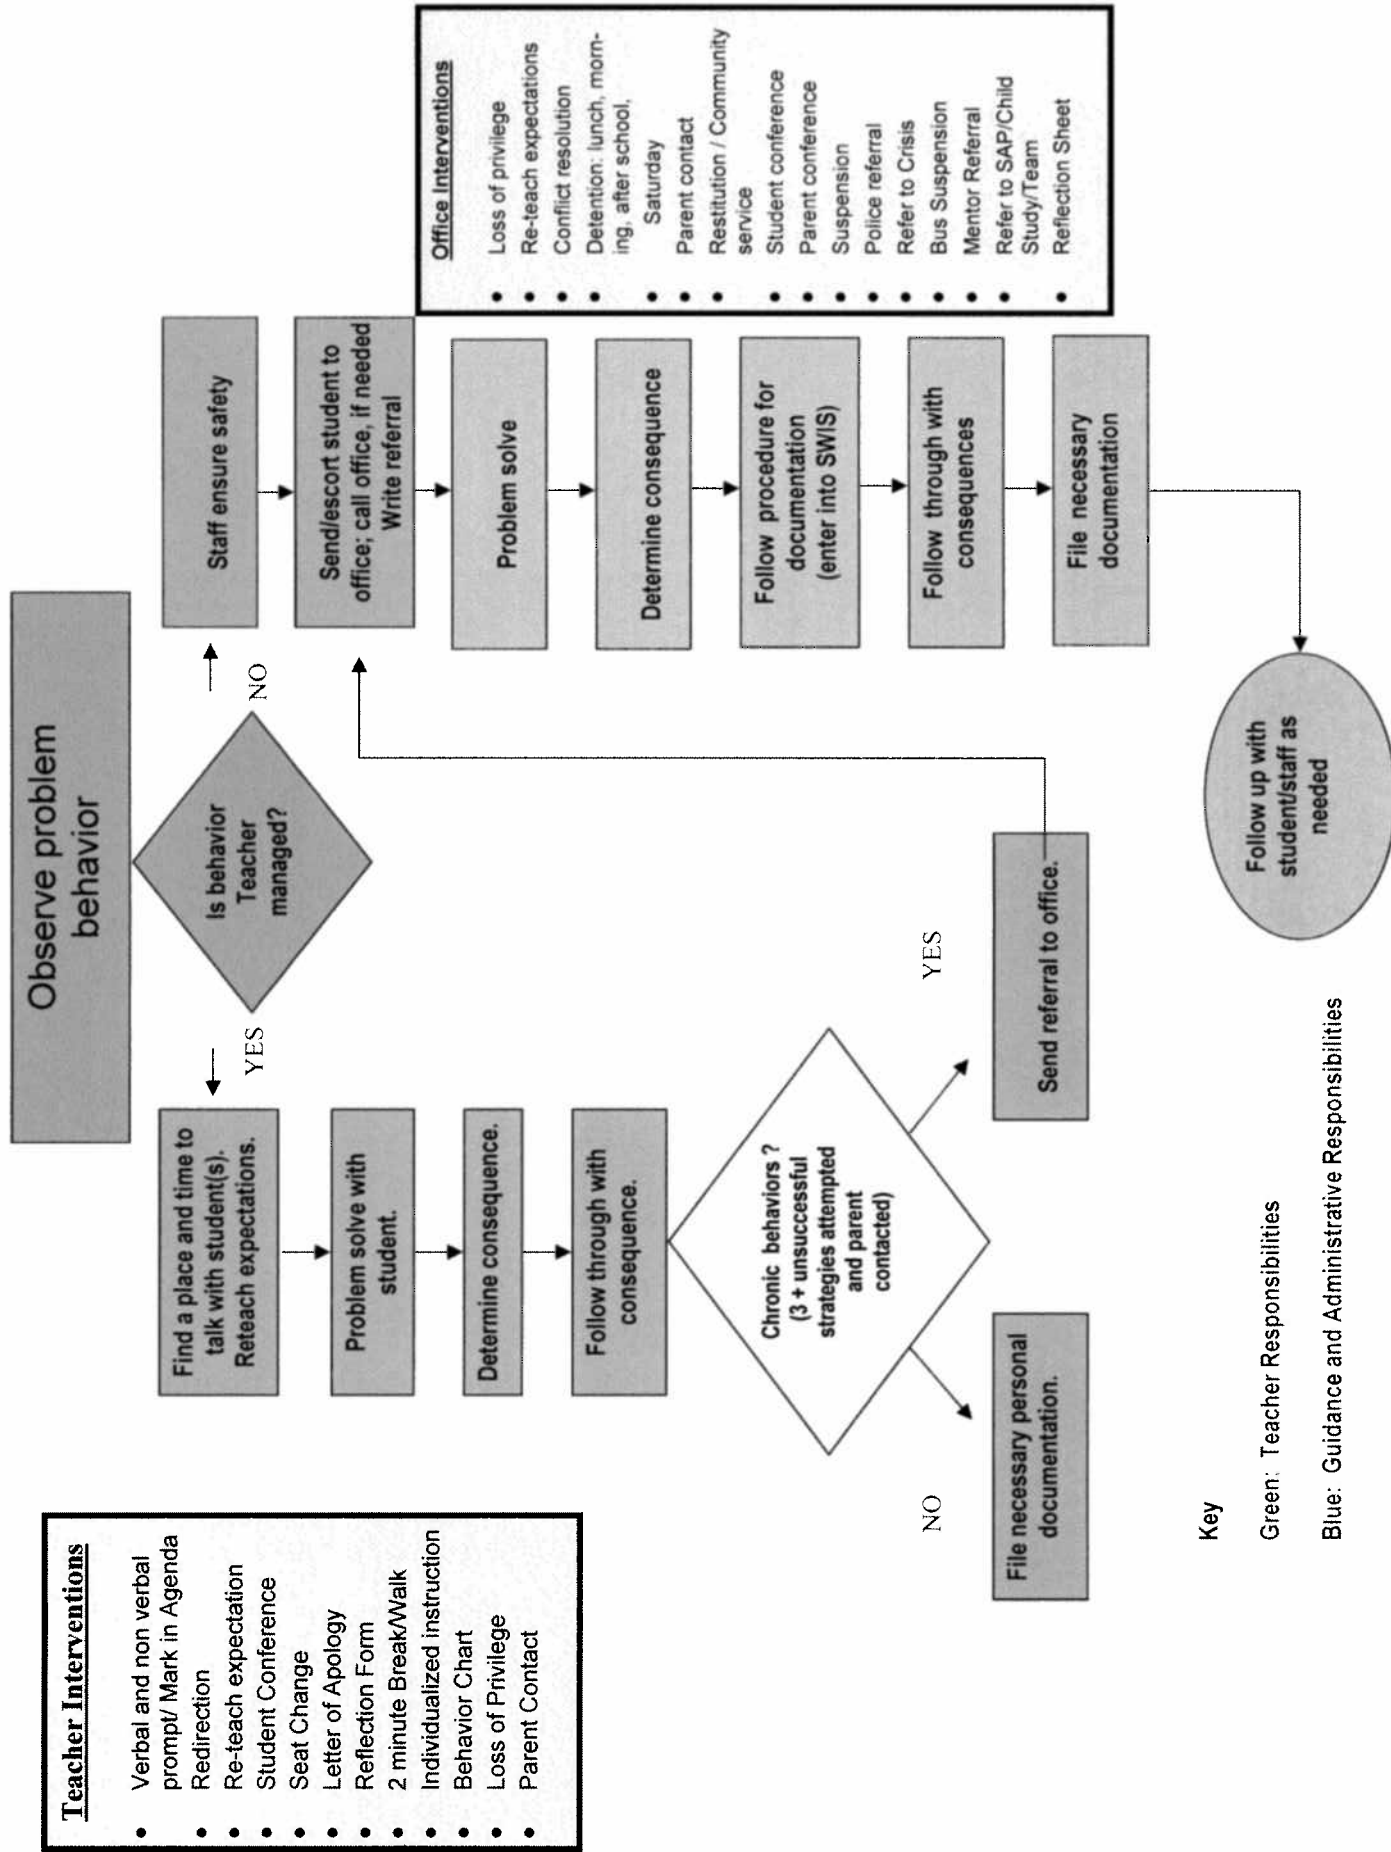 Observe problem
behavior
Is behavior
Teacher
managed?
YES
NO
Teacher Interventions
• Verbal and non verbal
prompt/ Mark in Agenda
• Redirection
• Re-teach expectation
• Student Conference
• Seat Change
• Letter of Apology
• Reflection Form
• 2 minute Break/Walk
• Individualized instruction
• Behavior Chart
• Loss of Privilege
• Parent Contact
Find a place and time to
talk with student(s).
Reteach expectations.
Problem solve with
student.
Determine consequence.
Follow through with
consequence.
Chronic behaviors ?
(3 + unsuccessful
strategies attempted
and parent
contacted)
NO
YES
File necessary personal
documentation.
Send referral to office.
Staff ensure safety
Send/escort student to
office; call office, if needed
Write referral
Problem solve
Determine consequence
Follow procedure for
documentation
(enter into SWIS)
Follow through with
consequences
File necessary
documentation
Follow up with
student/staff as
needed
Office Interventions
• Loss of privilege
• Re-teach expectations
• Conflict resolution
• Detention: lunch, morn-
ing, after school,
• Saturday
• Parent contact
• Restitution / Community
service
• Student conference
• Parent conference
• Suspension
• Police referral
• Refer to Crisis
• Bus Suspension
• Mentor Referral
• Refer to SAP/Child
Study/Team
• Reflection Sheet
Key
Green: Teacher Responsibilities
Blue: Guidance and Administrative Responsibilities